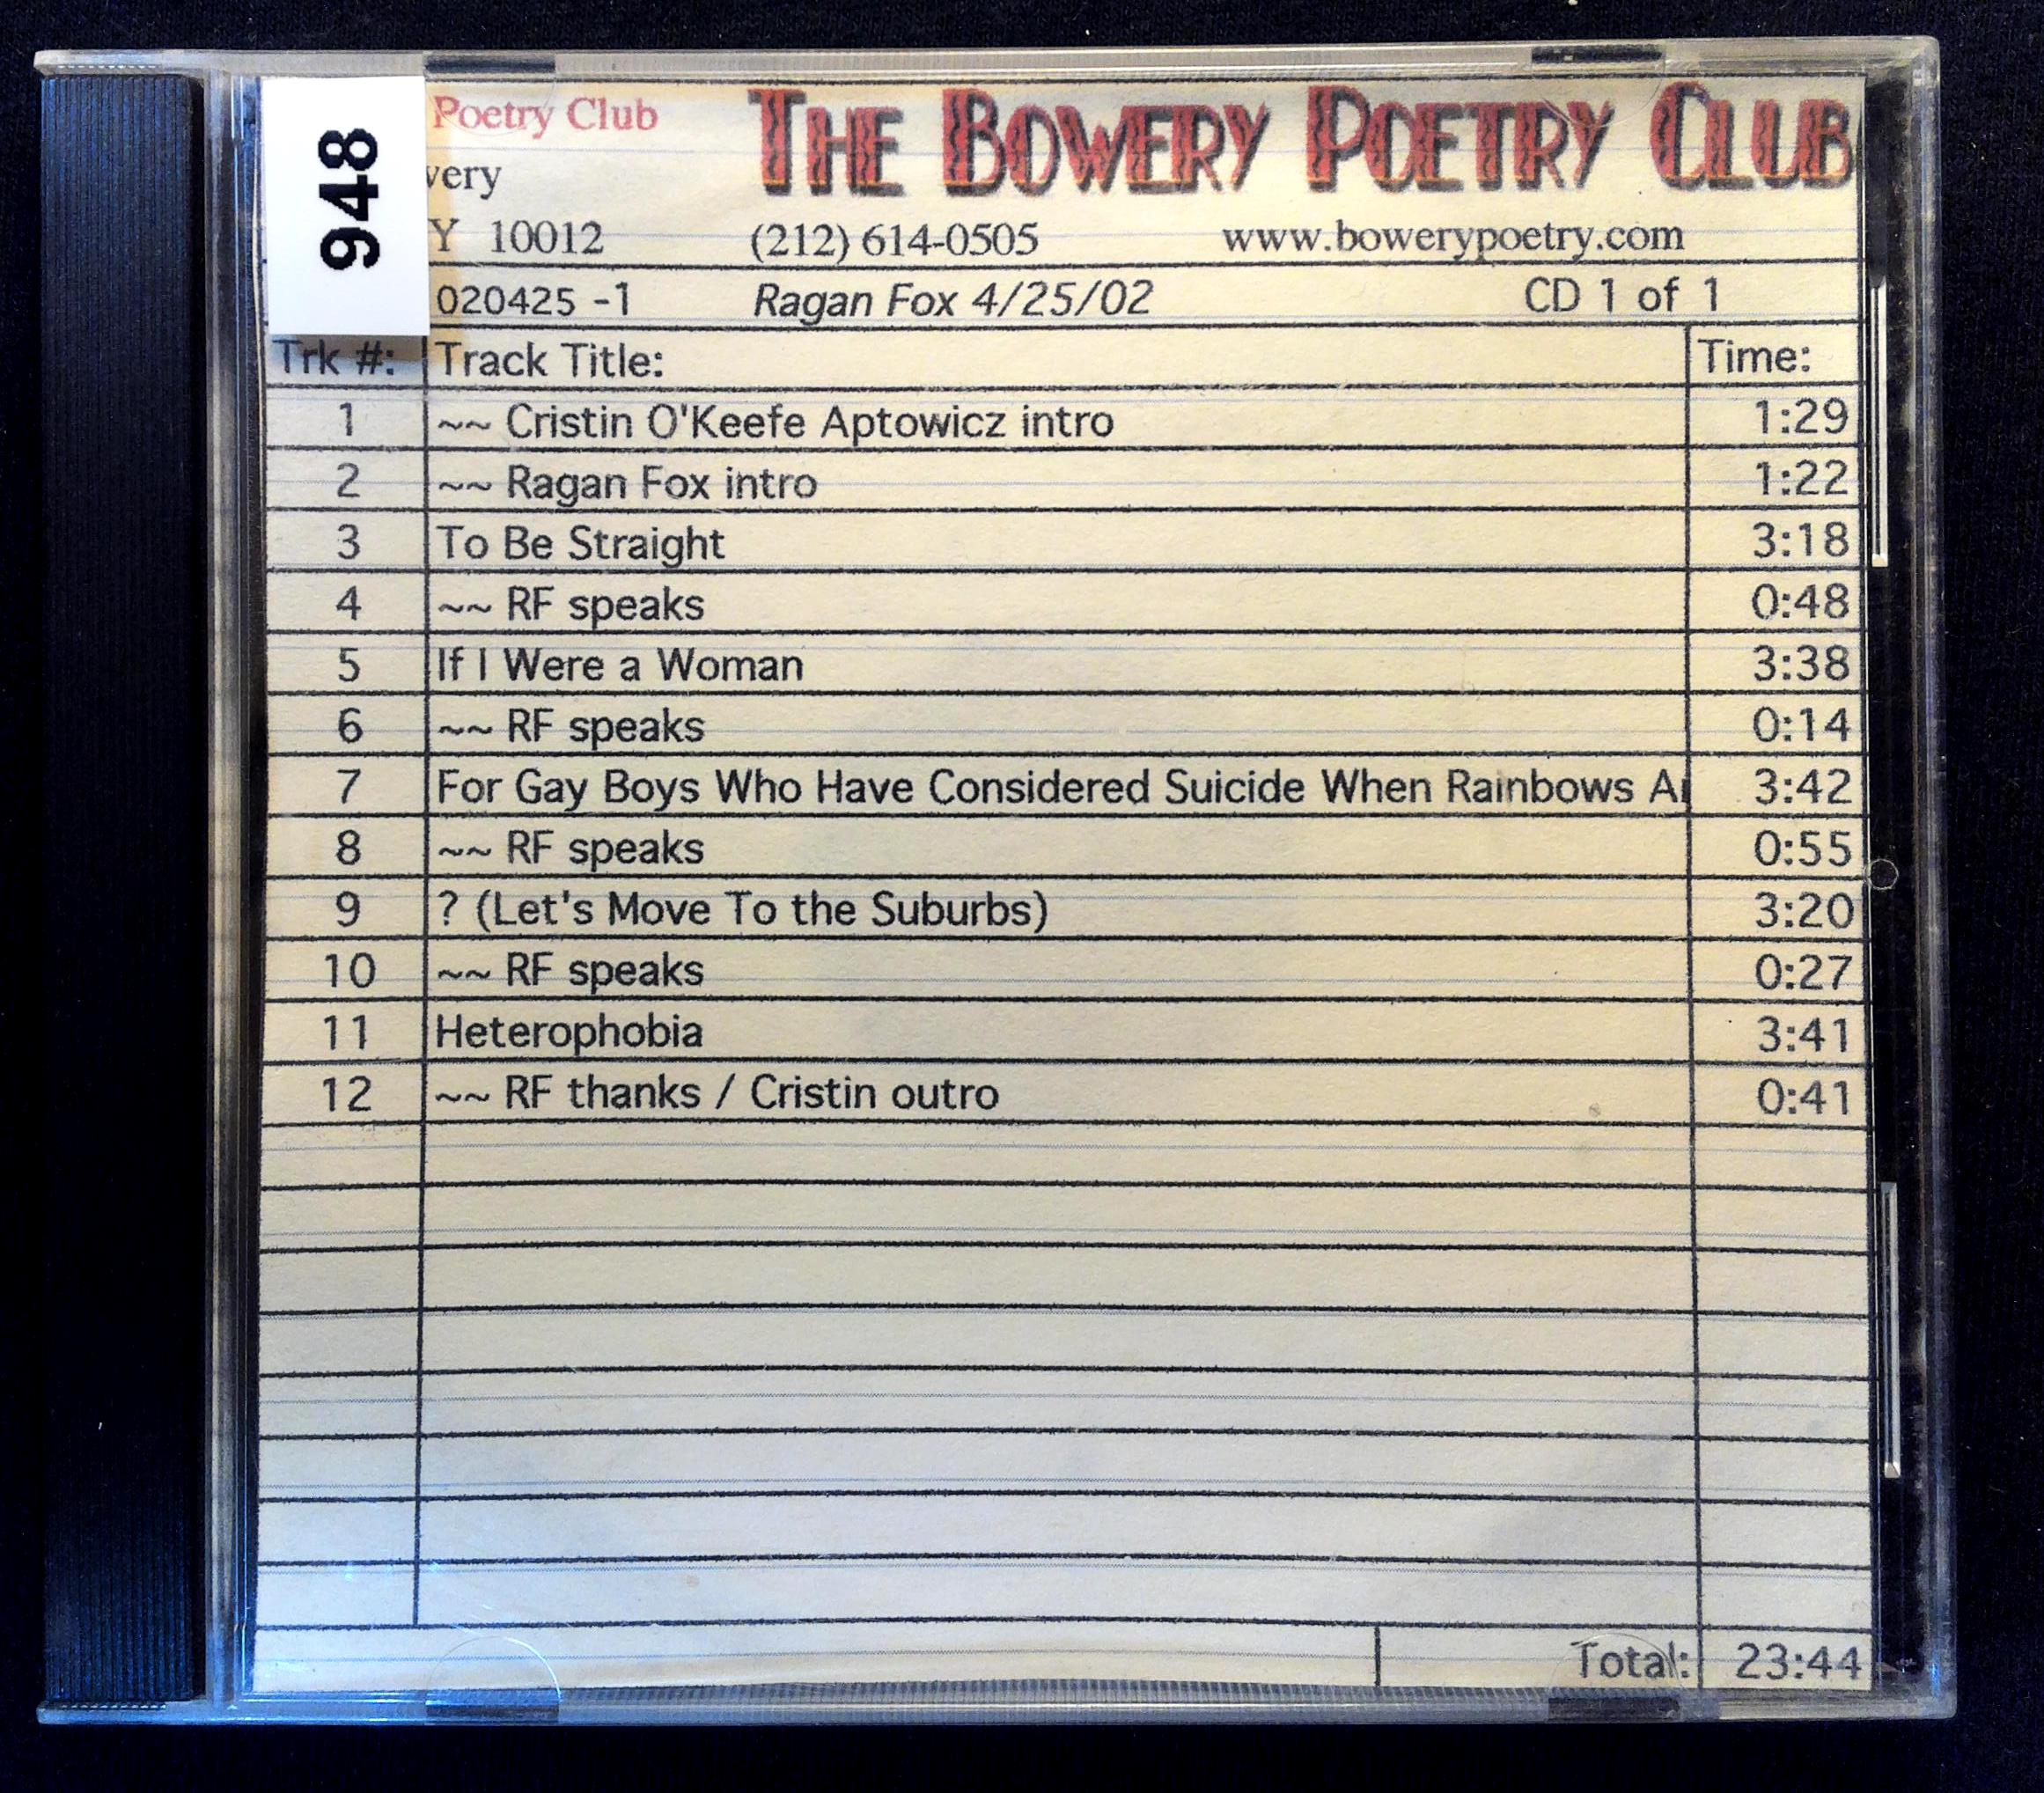 948
Poetry Club THE BOWERY POETRY CLUB
very
Y 10012 (212) 614-0505 www.bowerypoetry.com
020425 -1 Ragan Fox 4/25/02 CD 1 of 1
Trk #: Track Title: Time:
1 ~~ Cristin O'Keefe Aptowicz intro 1:29
2 ~~ Ragan Fox intro 1:22
3 To Be Straight 3:18
4 ~~ RF speaks 0:48
5 If I Were a Woman 3:38
6 ~~ RF speaks 0:14
7 For Gay Boys Who Have Considered Suicide When Rainbows 3:42
8 ~~ RF speaks 0:55
9 ? (Let's Move To the Suburbs) 3:20
10 ~~ RF speaks 0:27
11 Heterophobia 3:41
12 ~~ RF thanks / Cristin outro 0:41
Total: 23:44